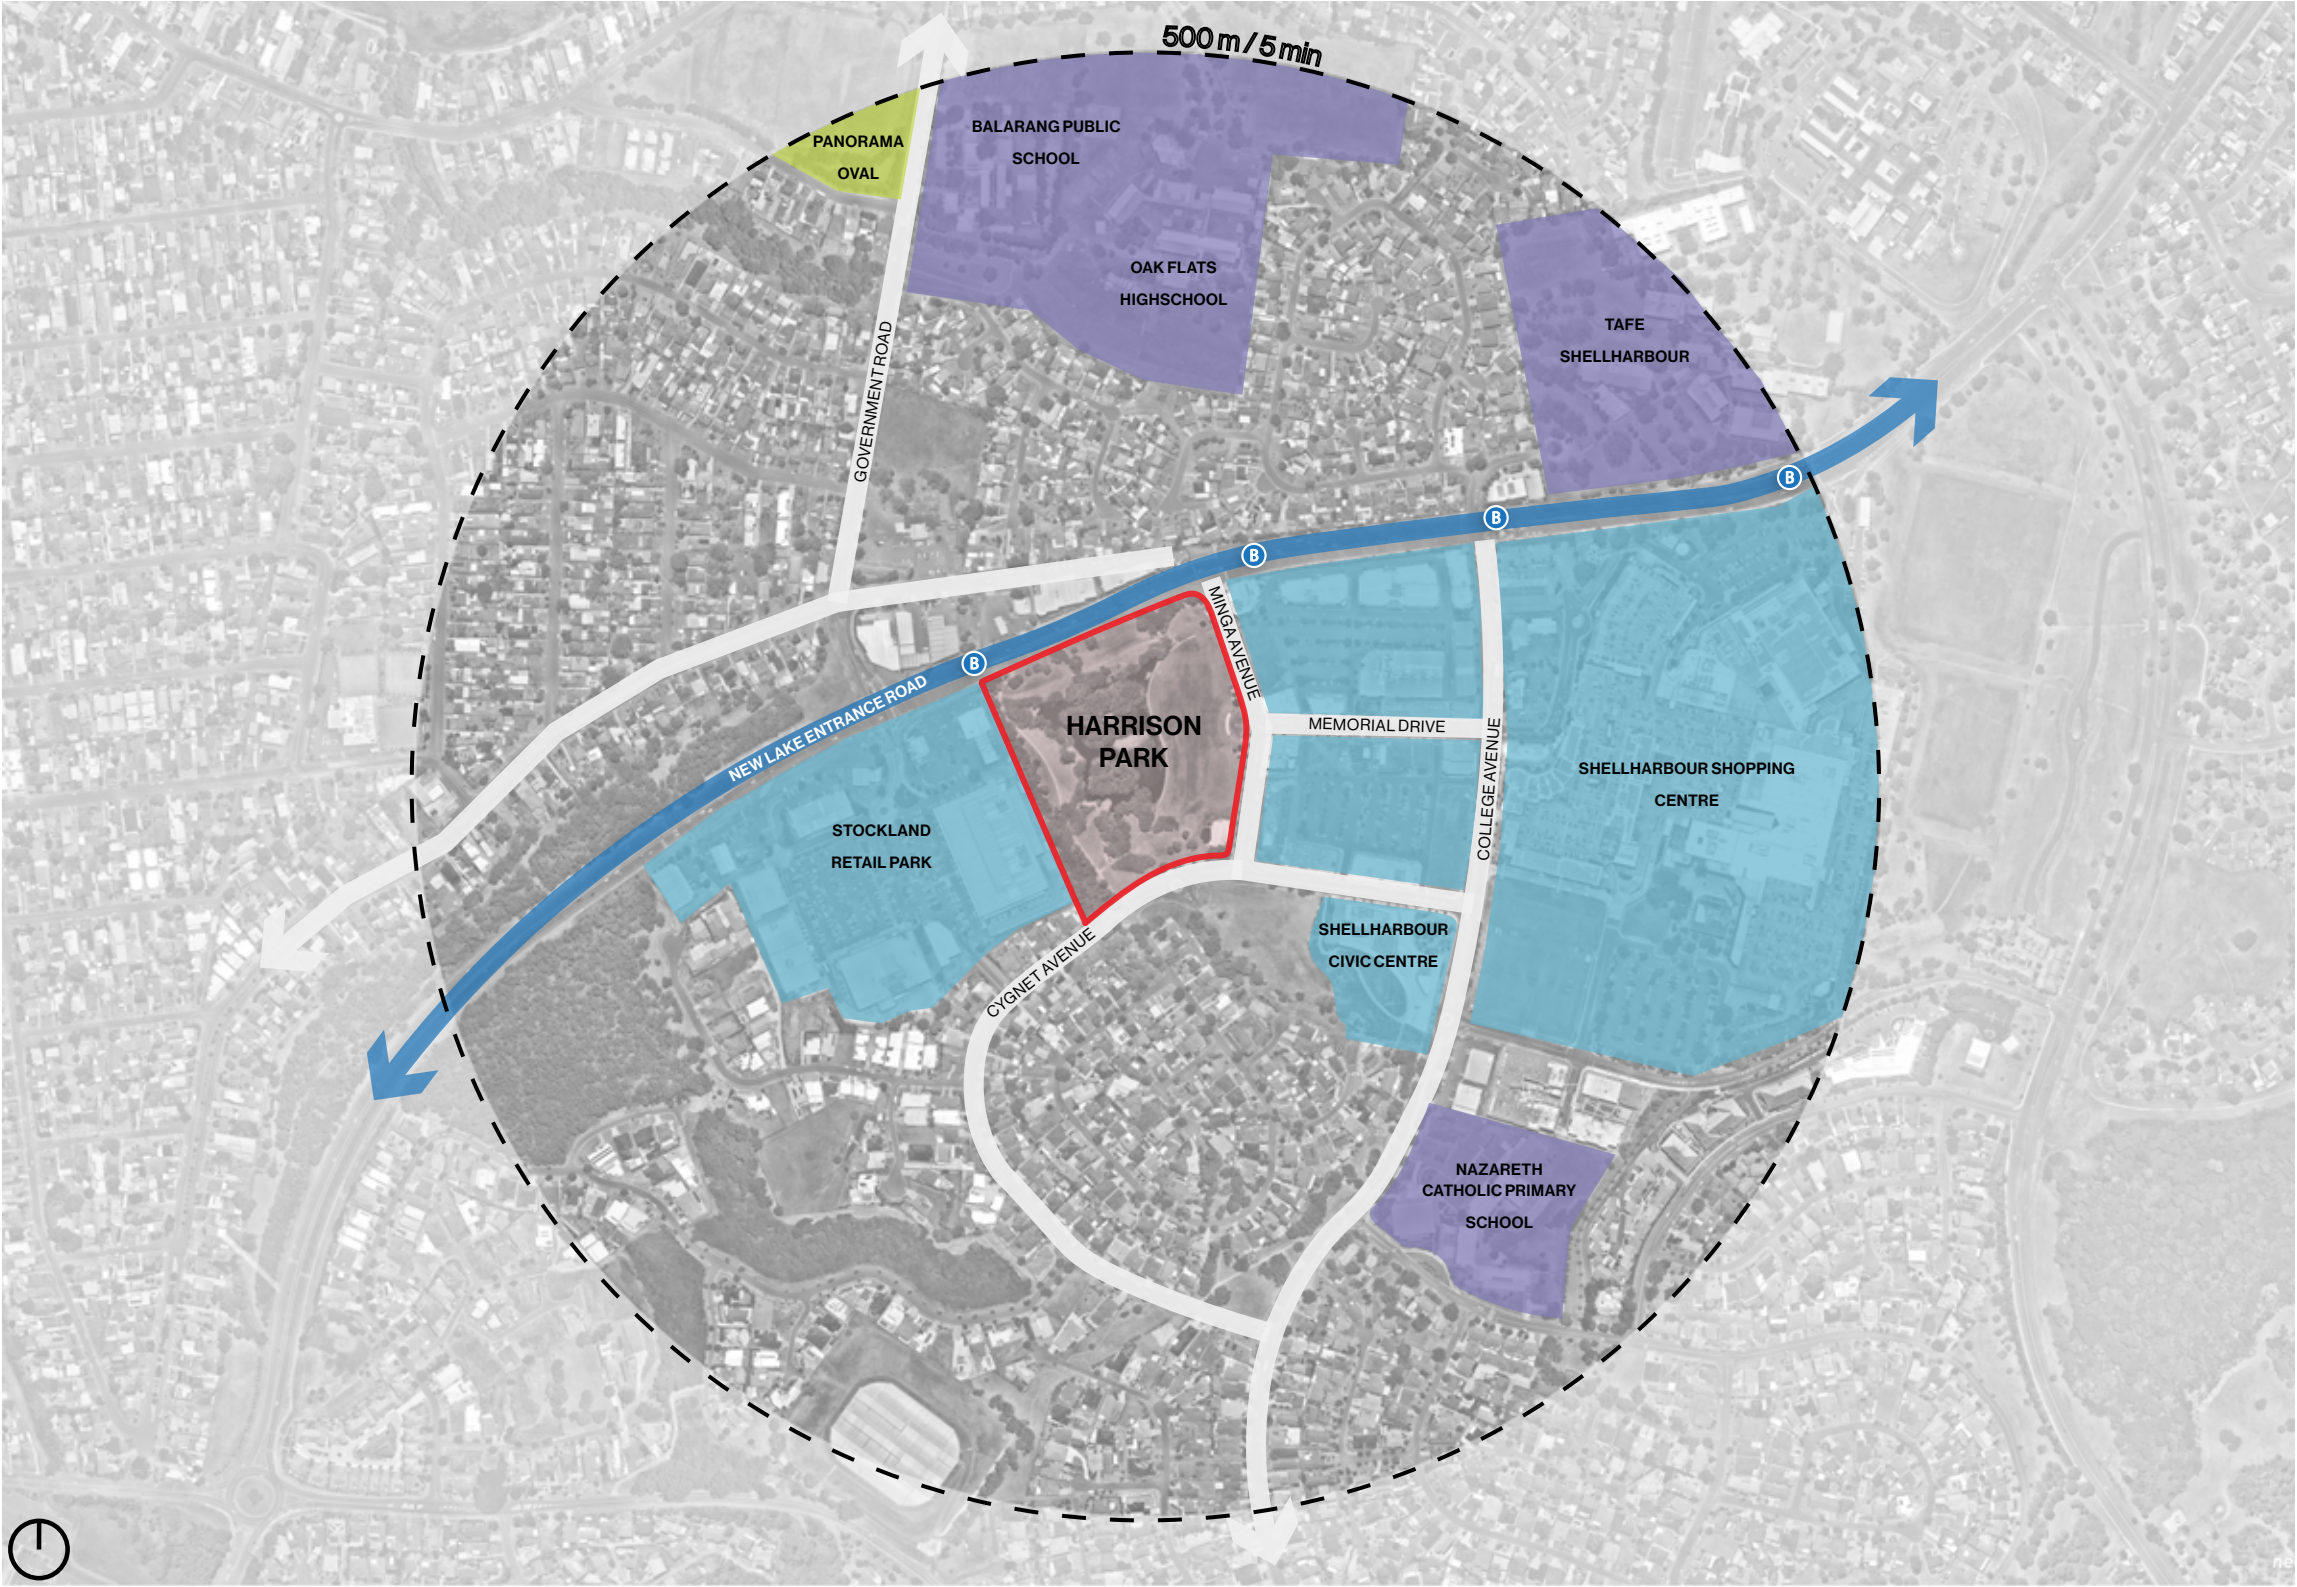 500 m / 5 min
PANORAMA
OVAL
BALARANG PUBLIC
SCHOOL
OAK FLATS
HIGHSCHOOL
TAFE
SHELLHARBOUR
GOVERNMENT ROAD
B
B
B
B
MINGA AVENUE
NEW LAKE ENTRANCE ROAD
HARRISON
PARK
MEMORIAL DRIVE
COLLEGE AVENUE
SHELLHARBOUR SHOPPING
CENTRE
STOCKLAND
RETAIL PARK
SHELLHARBOUR
CIVIC CENTRE
CYGNET AVENUE
NAZARETH
CATHOLIC PRIMARY
SCHOOL